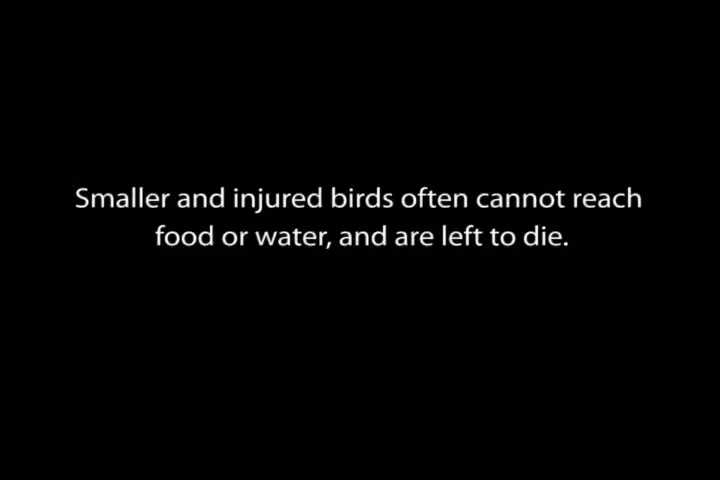 Smaller and injured birds often cannot reach
food or water, and are left to die.